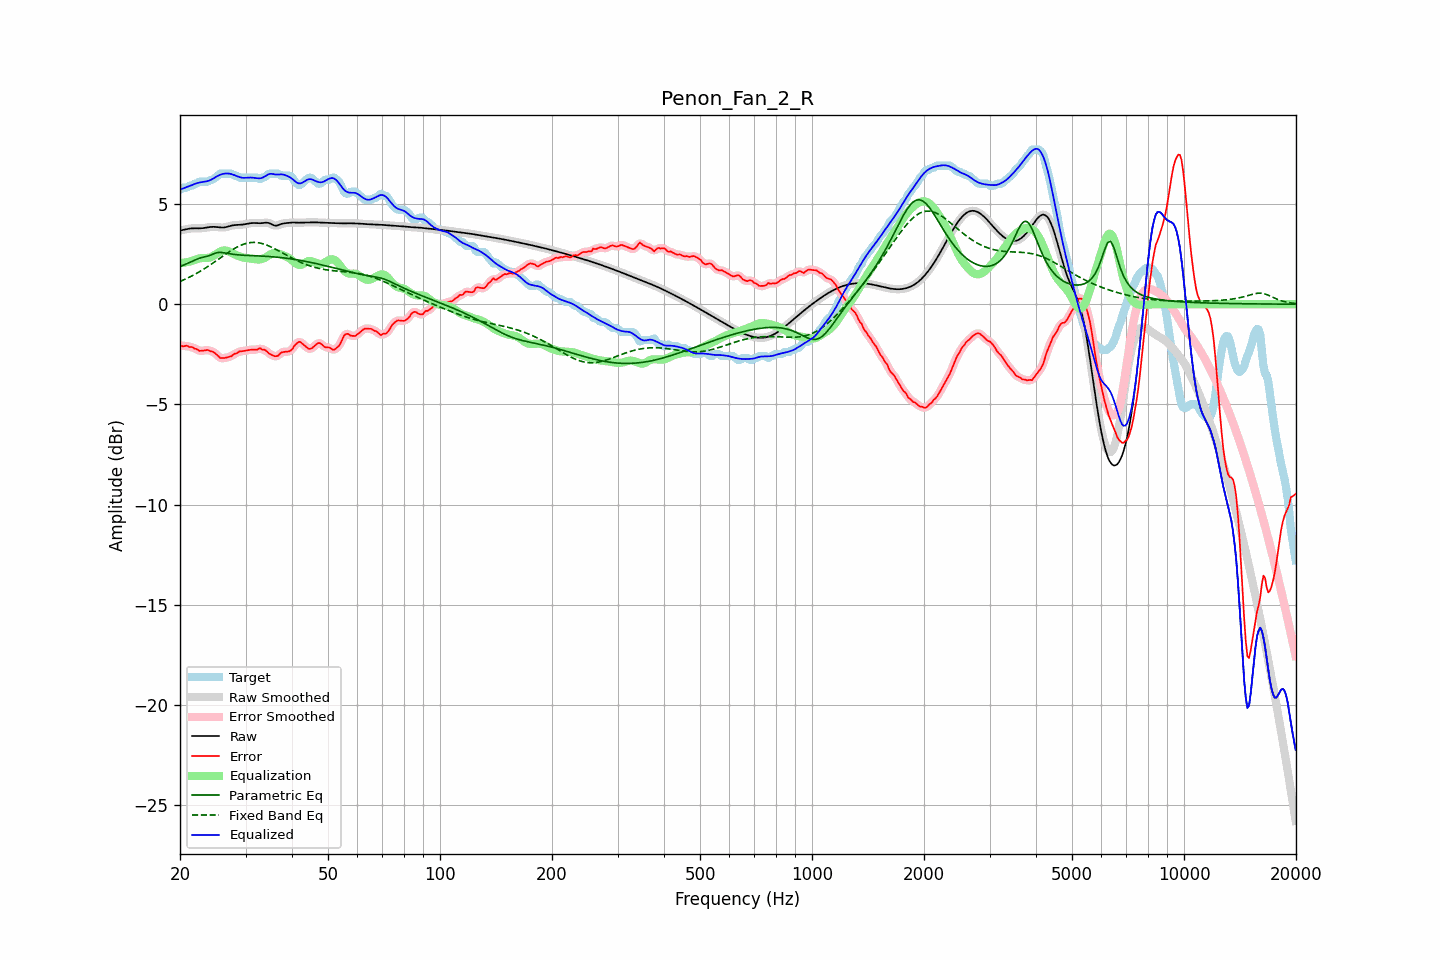 Penon_Fan_2_R
Amplitude (dBr)
5
0
−5
−10
−15
−20
−25
Target
Raw Smoothed
Error Smoothed
Raw
Error
Equalization
Parametric Eq
Fixed Band Eq
Equalized
20 50 100 200 500 1000 2000 5000 10000 20000
Frequency (Hz)